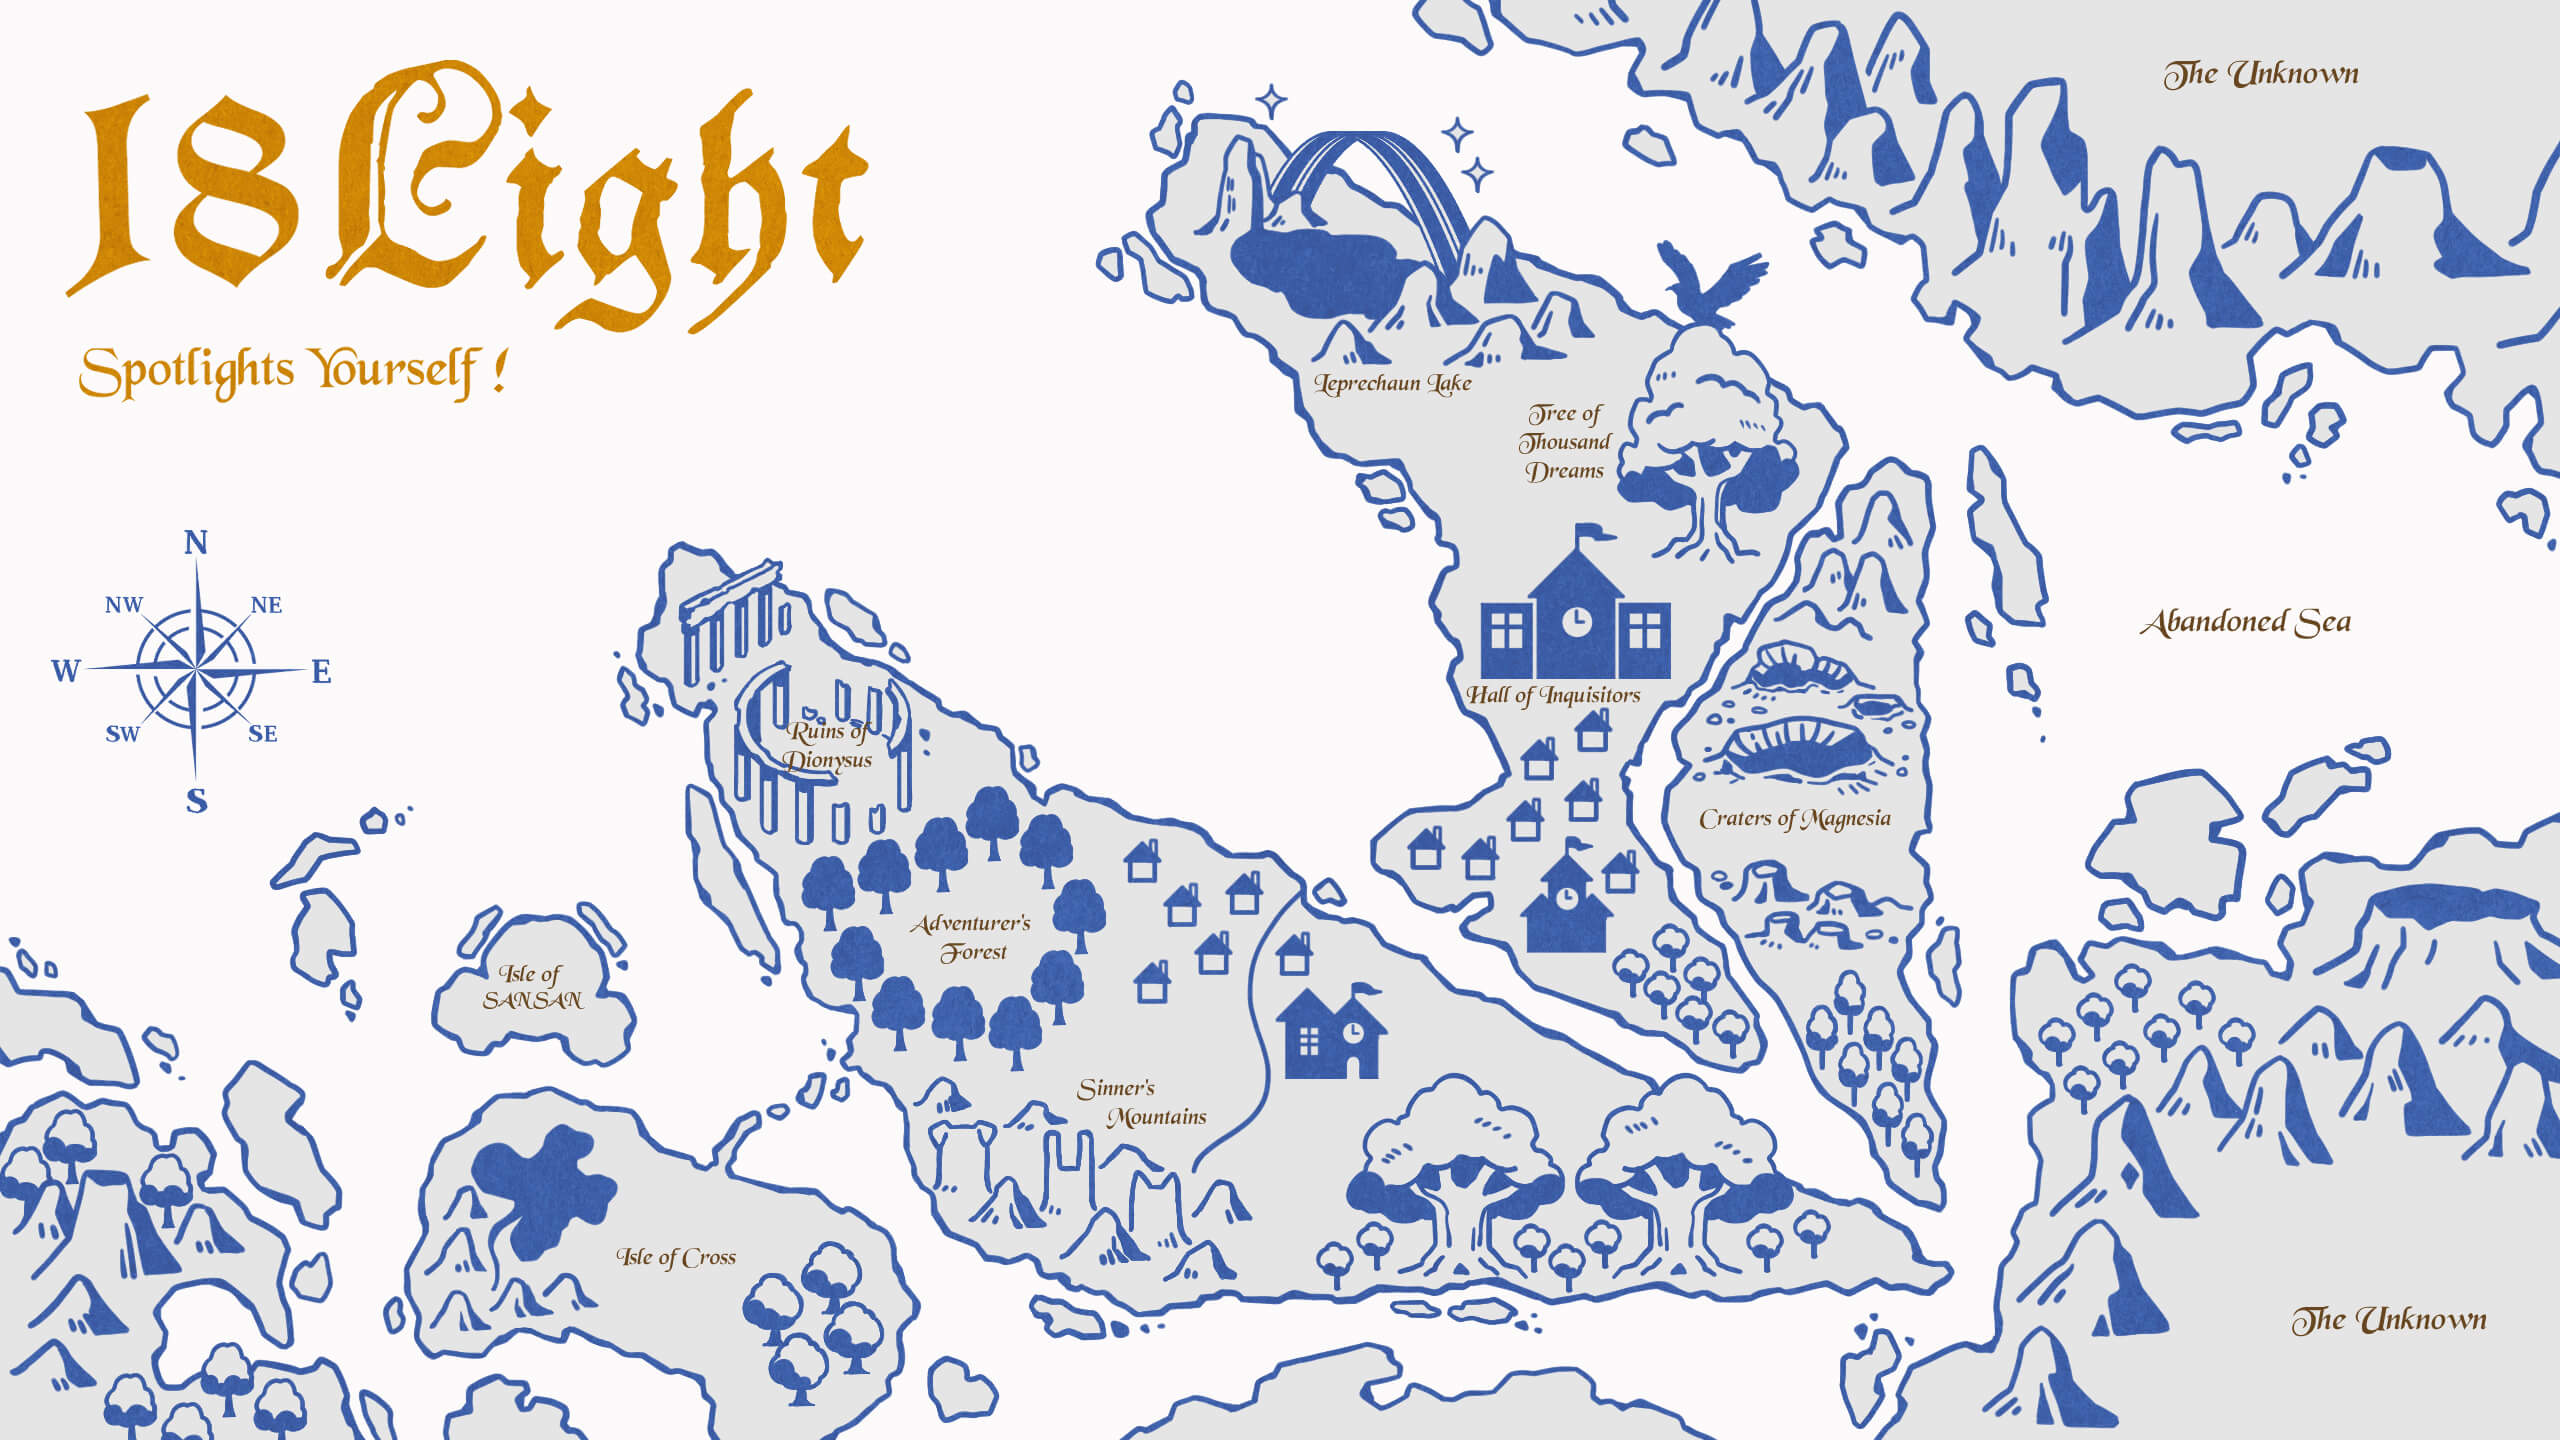 18Light
Spotlights Yourself !
The Unknown
Leprechaun Lake
Tree of
Thousand
Dreams
N
NW
NE
W
E
SW
SE
S
Hall of Inquisitors
Abandoned Sea
Ruins of
Dionysus
Craters of Magnesia
Adventurer's
Forest
Isle of
SANSAN
Sinner's
Mountains
Isle of Cross
The Unknown